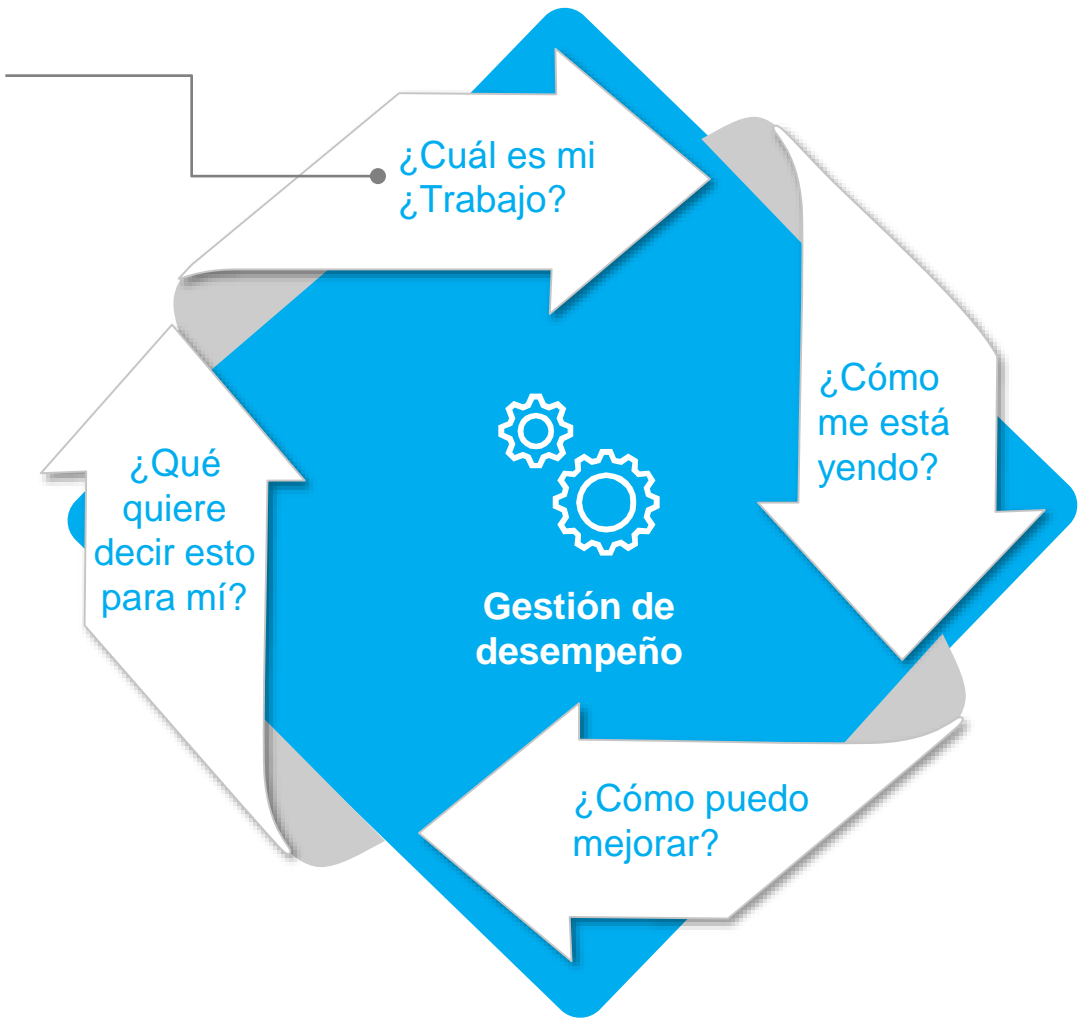 ¿Cuál es mi
¿Trabajo?
¿Cómo
me está
yendo?
¿Cómo puedo
mejorar?
¿Qué
quiere
decir esto
para mí?
Gestión de
desempeño